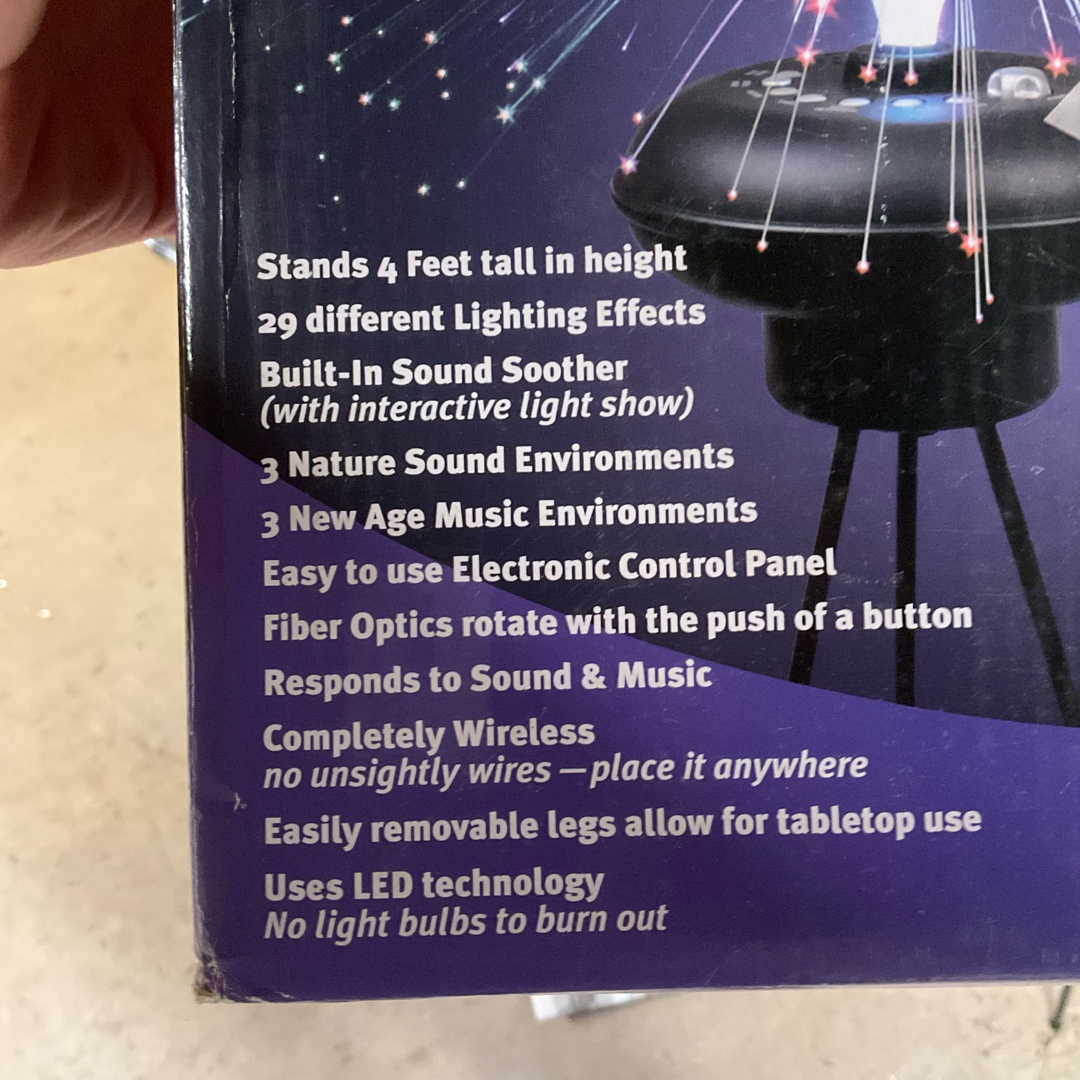 Stands 4 Feet tall in height
29 different Lighting Effects
Built-In Sound Soother
(with interactive light show)
3 Nature Sound Environments
3 New Age Music Environments
Easy to use Electronic Control Panel
Fiber Optics rotate with the push of a button
Responds to Sound & Music
Completely Wireless
no unsightly wires — place it anywhere
Easily removable legs allow for tabletop use
Uses LED technology
No light bulbs to burn out